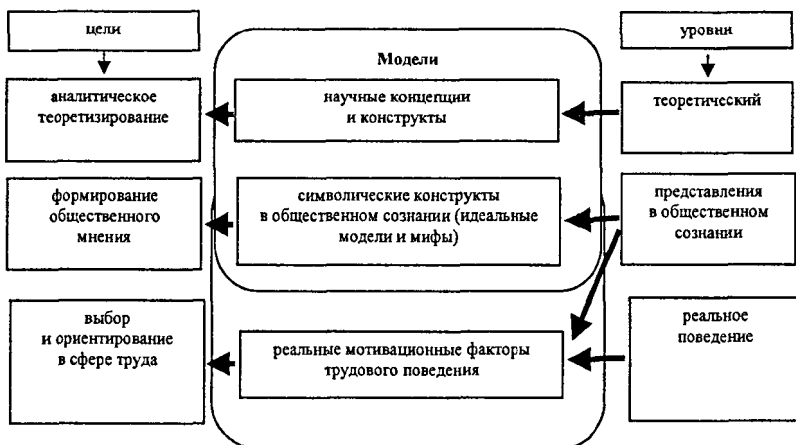 цели
уровни
Модели
аналитическое
теоретизирование
научные концепции
и конструкты
теоретический
формирование
общественного
мнения
символические конструкты
в общественном сознании (идеальные
модели и мифы)
представления
в общественном
сознании
выбор
и ориентирование
в сфере труда
реальные мотивационные факторы
трудового поведения
реальное
поведение